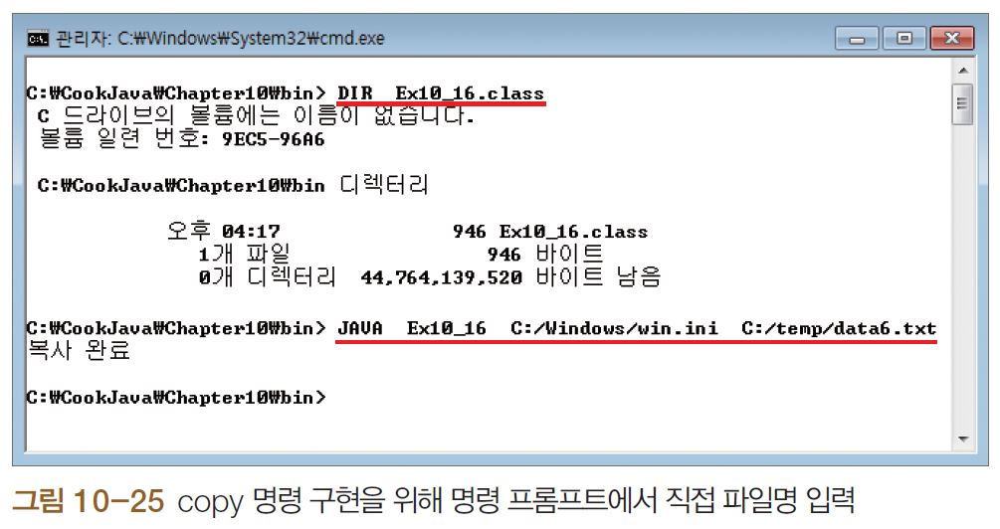 관리자: C:₩Windows₩System32₩cmd.exe
C:₩CookJava₩Chapter10₩bin> DIR Ex10_16.class
C 드라이브의 볼륨에는 이름이 없습니다.
볼륨 일련 번호: 9EC5-96A6
C:₩CookJava₩Chapter10₩bin 디렉터리
오후 04:17 946 Ex10_16.class
1개 파일 946 바이트
0개 디렉터리 44,764,139,520 바이트 남음
C:₩CookJava₩Chapter10₩bin> JAVA Ex10_16 C:/Windows/win.ini C:/temp/data6.txt
복사 완료
C:₩CookJava₩Chapter10₩bin>
그림 10-25 copy 명령 구현을 위해 명령 프롬프트에서 직접 파일명 입력